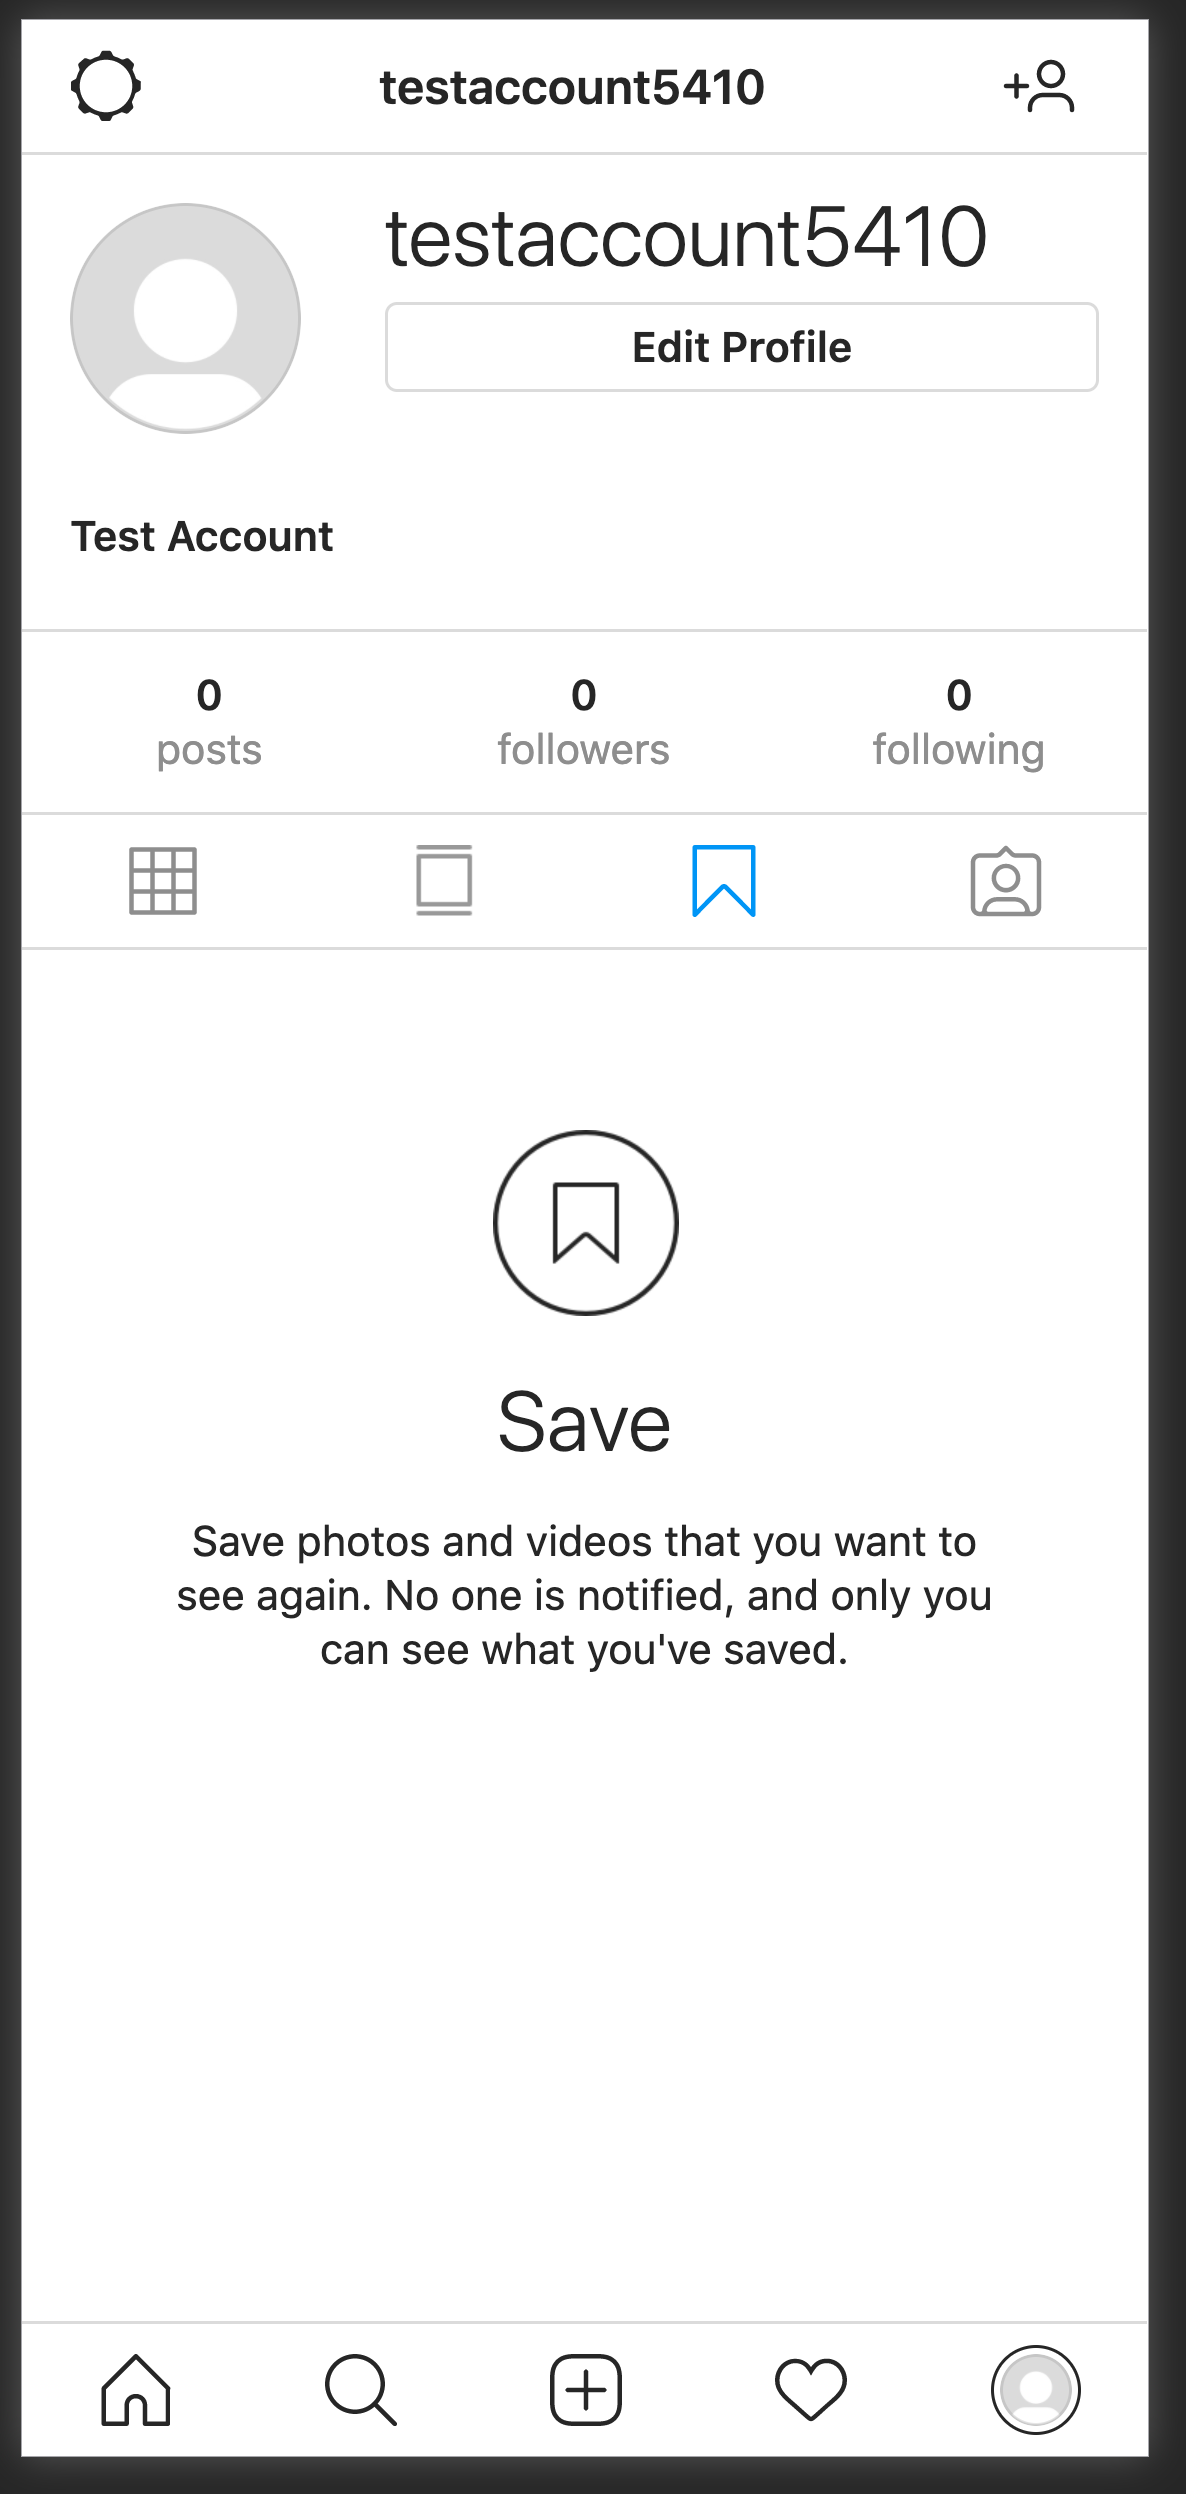 testaccount5410
testaccount5410
Edit Profile
Test Account
0
posts
0
followers
0
following
Save
Save photos and videos that you want to
see again. No one is notified, and only you
can see what you've saved.